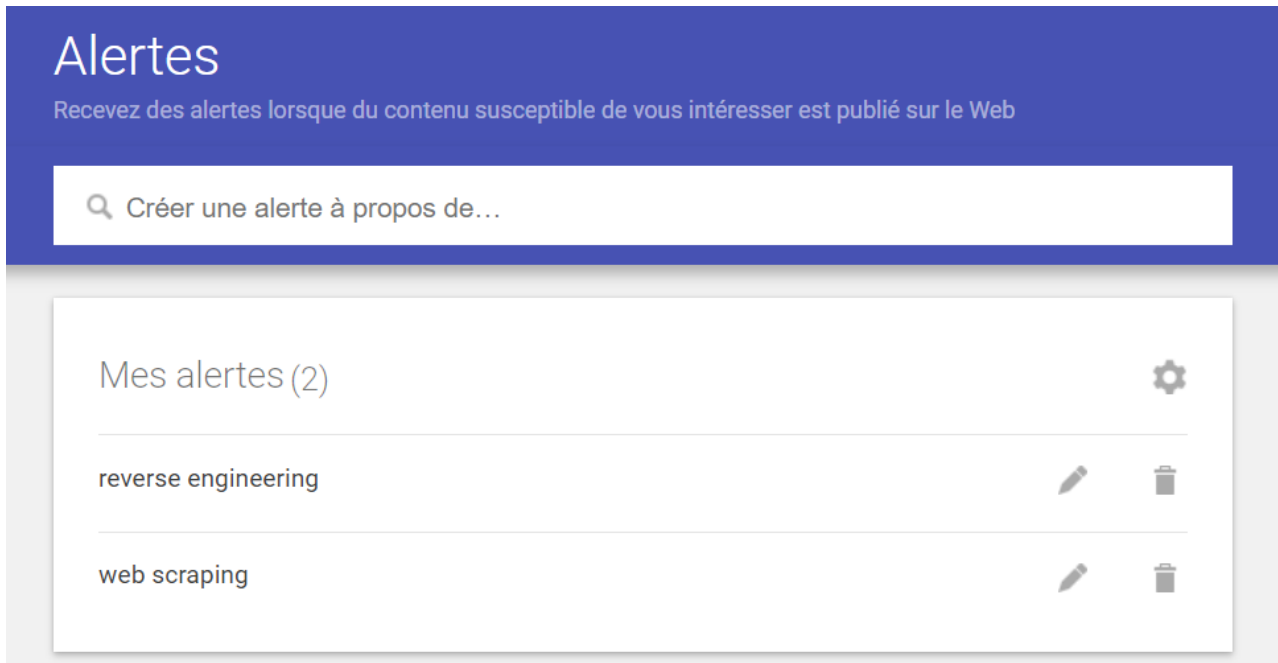 Alertes
Recevez des alertes lorsque du contenu susceptible de vous intéresser est publié sur le Web
Créer une alerte à propos de…
Mes alertes (2)
reverse engineering
web scraping